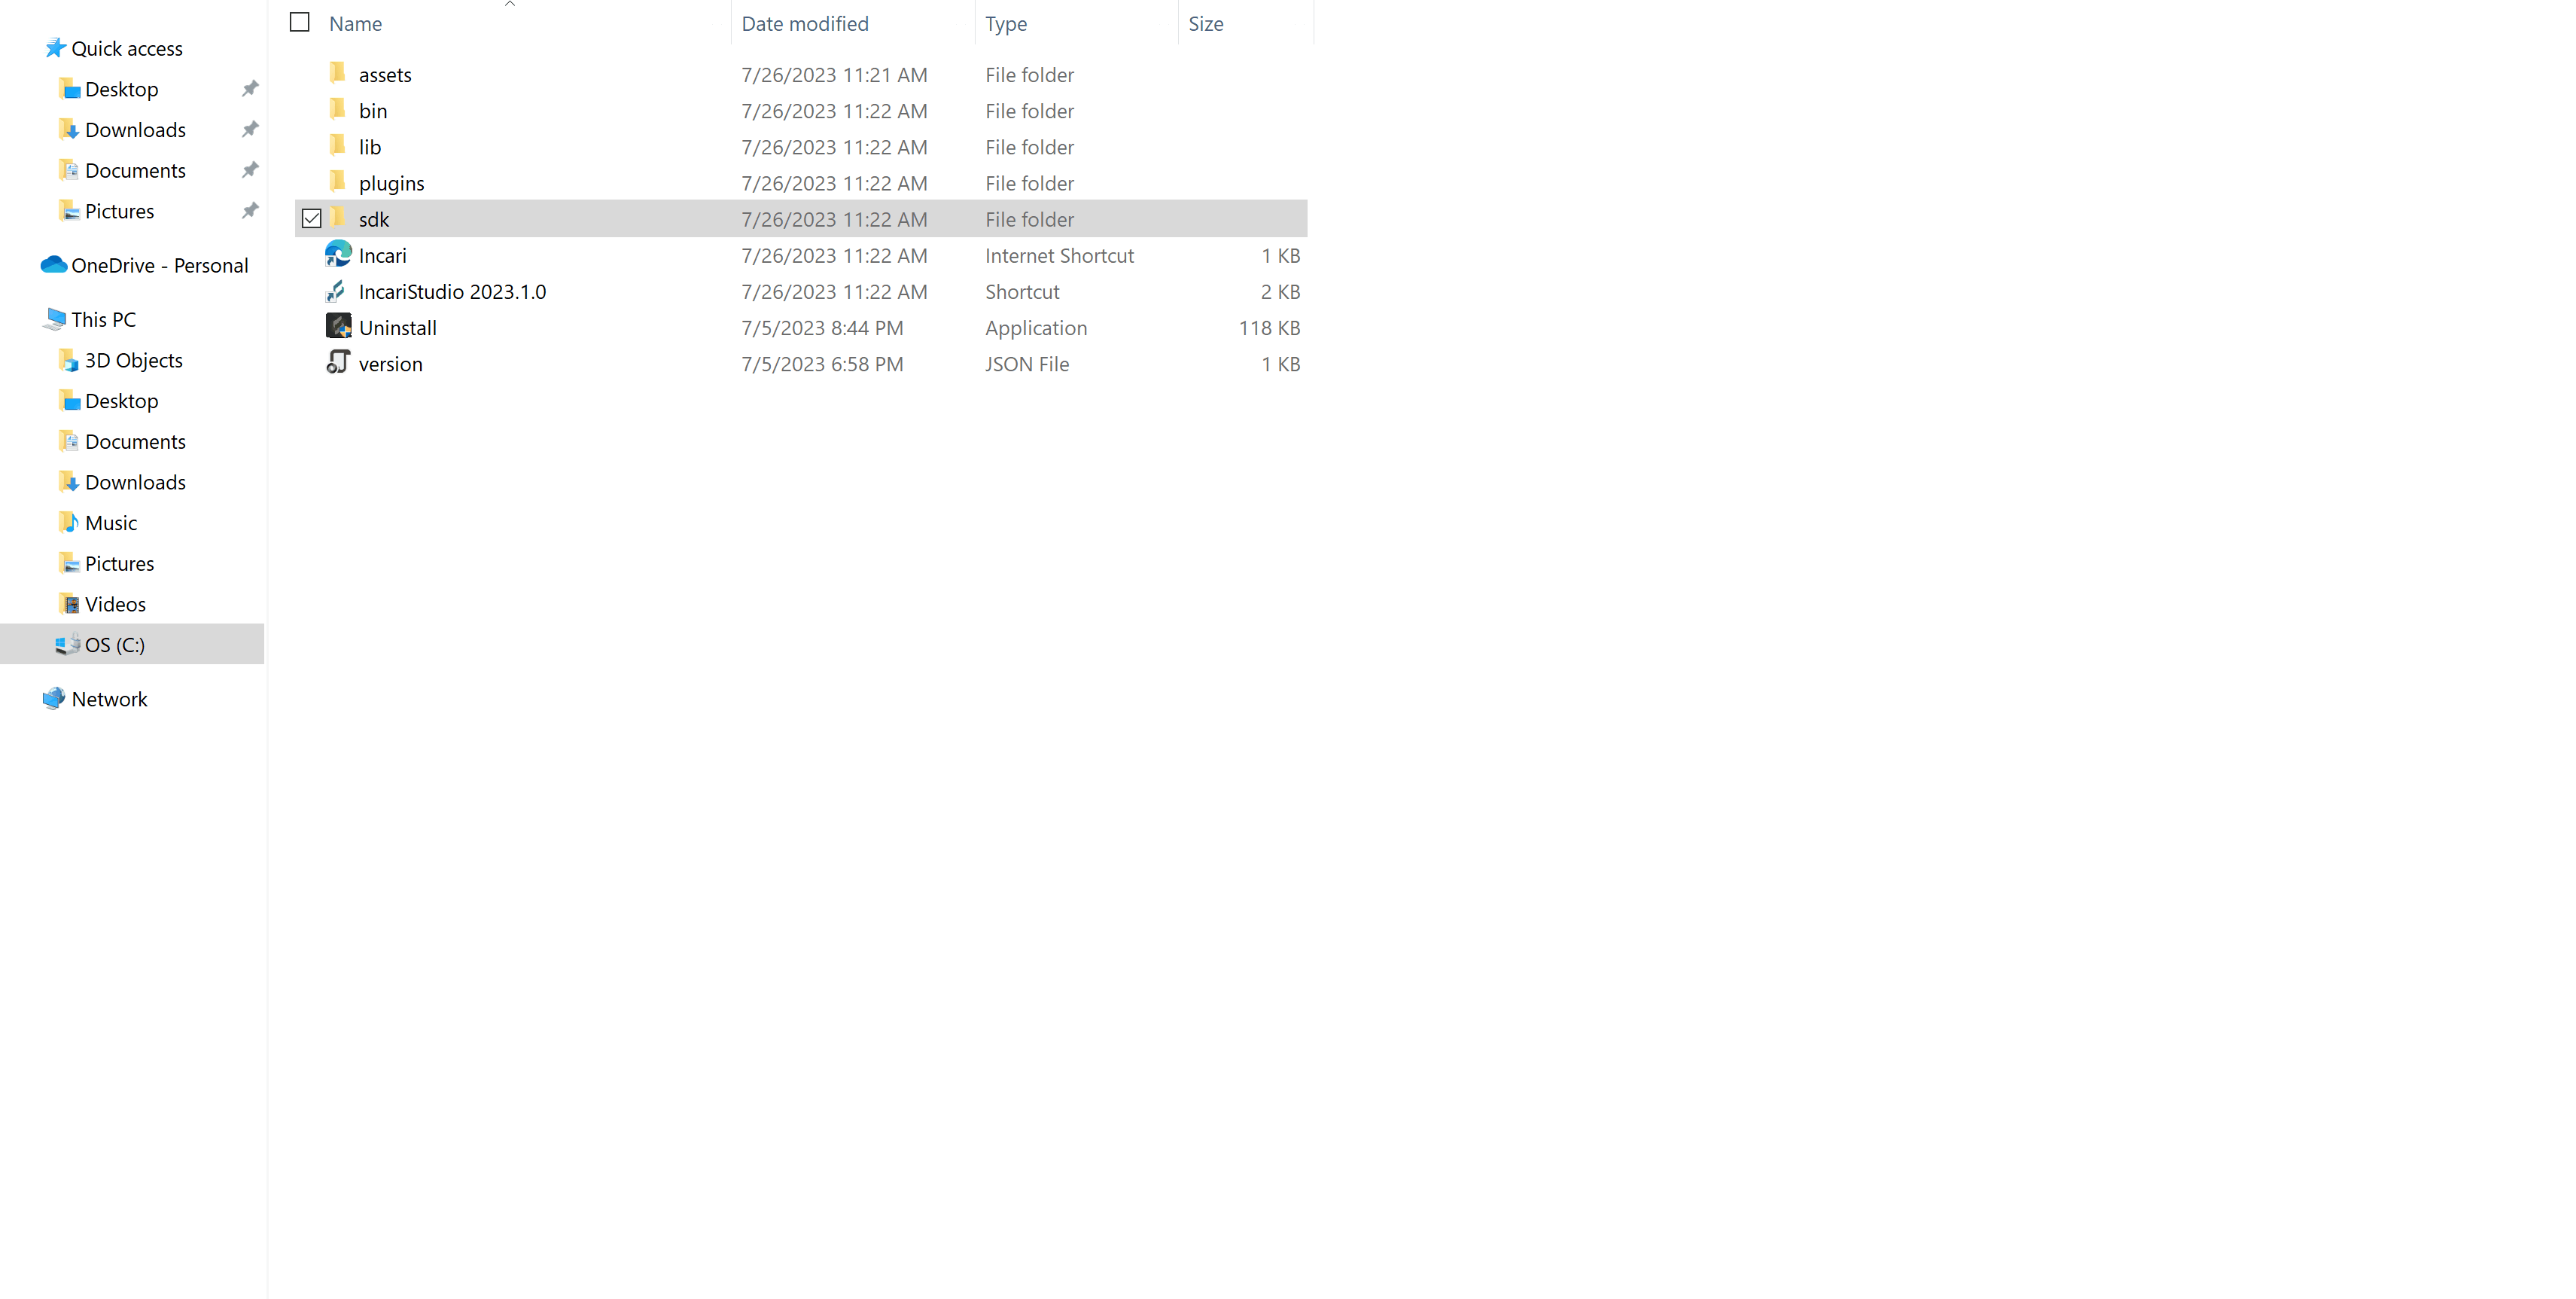 Quick access
Desktop
Downloads
Documents
Pictures
OneDrive - Personal
This PC
3D Objects
Desktop
Documents
Downloads
Music
Pictures
Videos
OS (C:)
Network
Name Date modified Type Size
assets 7/26/2023 11:21 AM File folder
bin 7/26/2023 11:22 AM File folder
lib 7/26/2023 11:22 AM File folder
plugins 7/26/2023 11:22 AM File folder
sdk 7/26/2023 11:22 AM File folder
Incari 7/26/2023 11:22 AM Internet Shortcut 1 KB
IncariStudio 2023.1.0 7/26/2023 11:22 AM Shortcut 2 KB
Uninstall 7/5/2023 8:44 PM Application 118 KB
version 7/5/2023 6:58 PM JSON File 1 KB